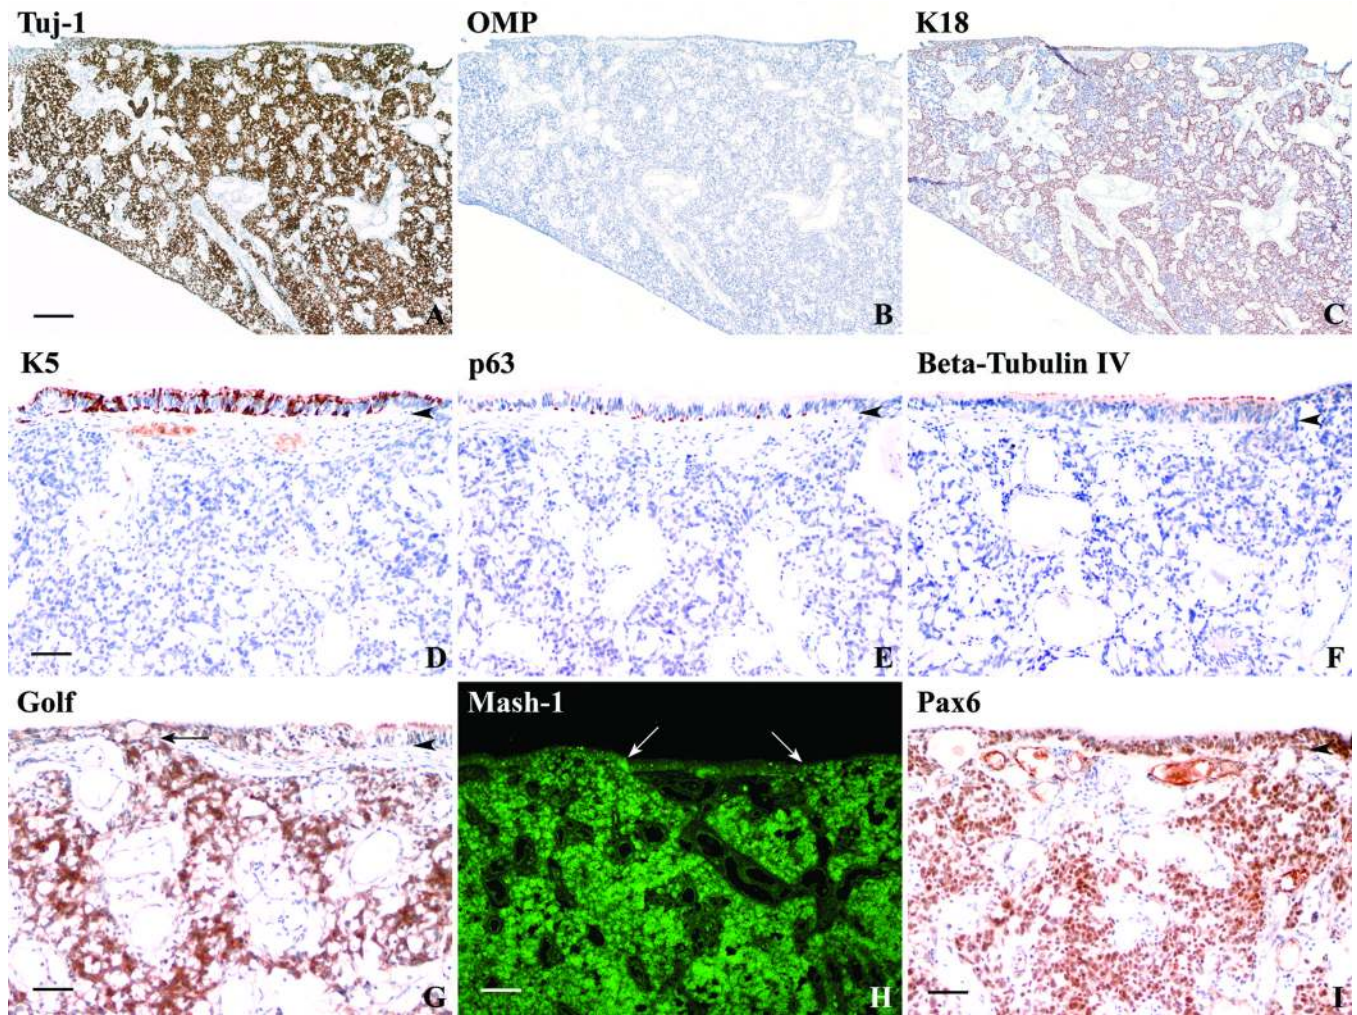 Tuj-1
OMP
K18
A
B
C
K5
p63
Beta-Tubulin IV
D
E
F
Golf
Mash-1
Pax6
G
H
I